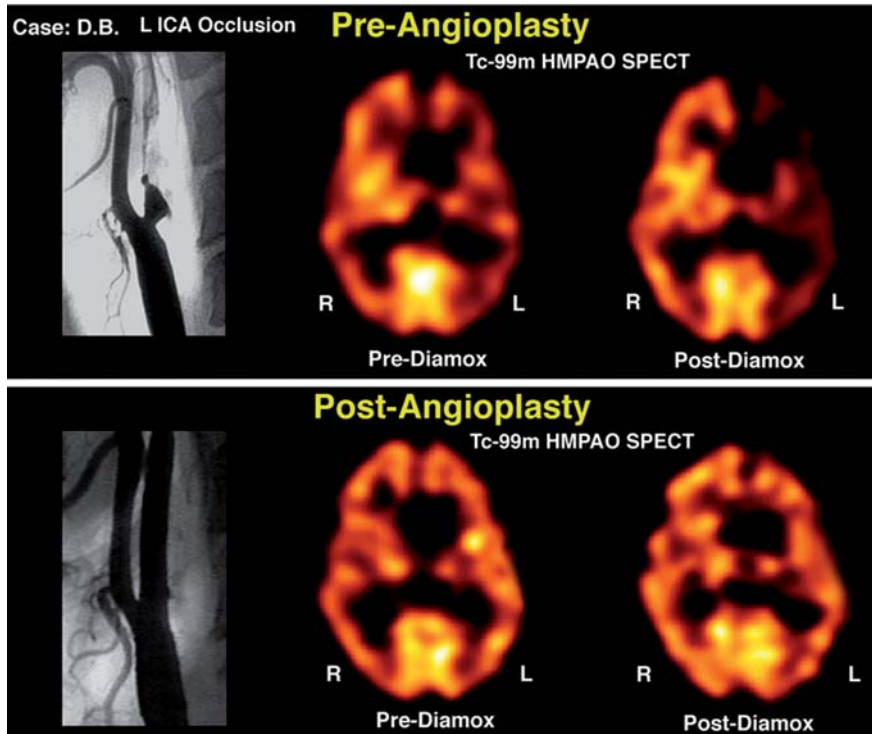 Case: D.B. L ICA Occlusion
Pre-Angioplasty
Tc-99m HMPAO SPECT
R
L
R
L
Pre-Diamox
Post-Diamox
Post-Angioplasty
Tc-99m HMPAO SPECT
R
L
R
L
Pre-Diamox
Post-Diamox